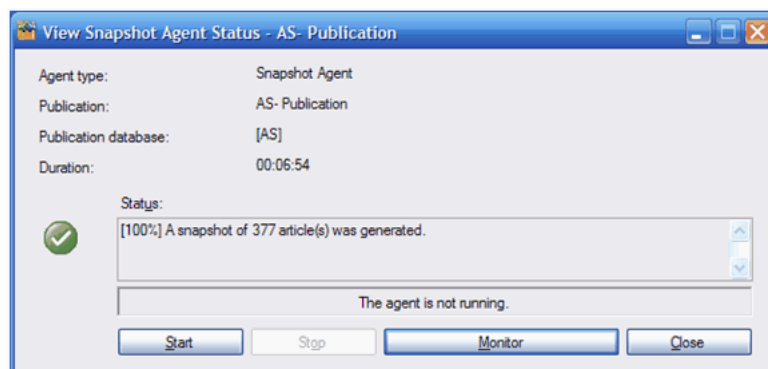 View Snapshot Agent Status - AS- Publication
Agent type: Snapshot Agent
Publication: AS- Publication
Publication database: [AS]
Duration: 00:06:54
Status:
[100%] A snapshot of 377 article(s) was generated.
The agent is not running.
Start Stop Monitor Close